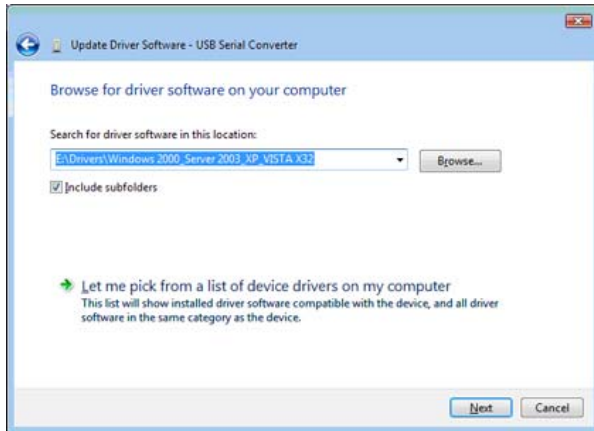 Update Driver Software - USB Serial Converter
Browse for driver software on your computer
Search for driver software in this location:
E:\Drivers\Windows 2000_Server 2003_XP_VISTA X32
Browse...
Include subfolders
Let me pick from a list of device drivers on my computer
This list will show installed driver software compatible with the device, and all driver
software in the same category as the device.
Next
Cancel